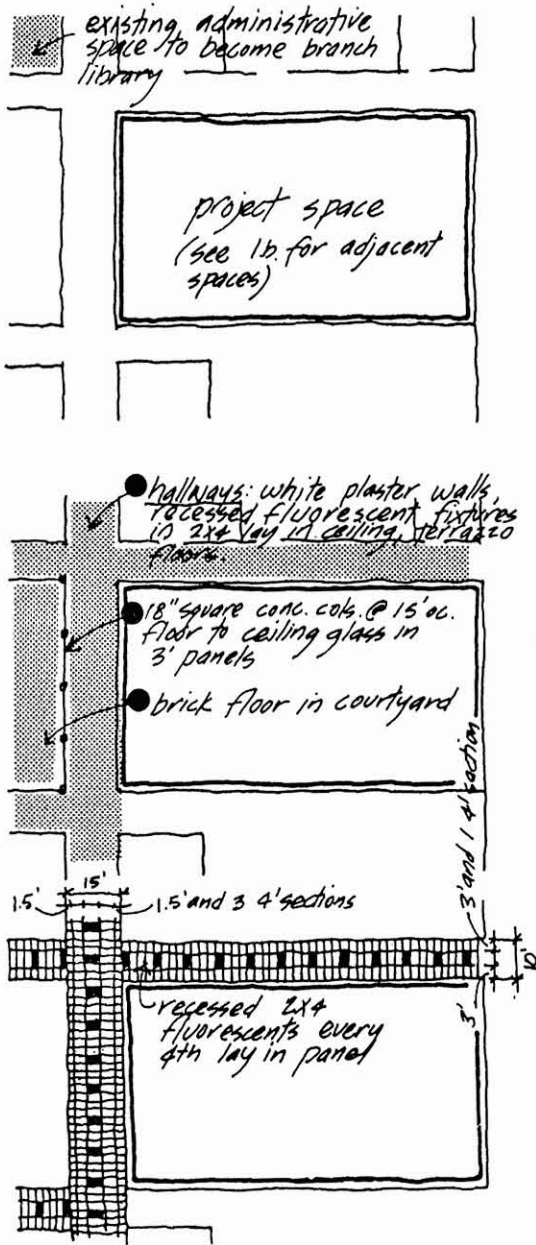 existing administrative
space to become branch
library
project space
(see 1b. for adjacent
spaces)
hallways: white plaster walls,
recessed fluorescent fixtures
in 2x4 lay in ceiling, terrazzo
floors.
18" square conc. cols. @ 15' oc.
floor to ceiling glass in
3' panels
brick floor in courtyard
3' and 1 4' section
15'
1.5'
1.5' and 3 4' sections
10'
3'
recessed 2x4
fluorescents every
4th lay in panel